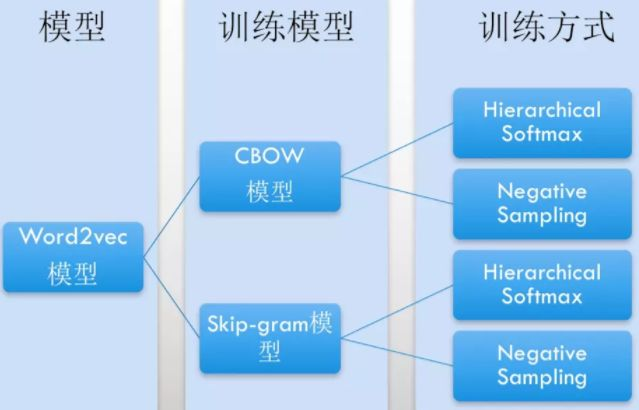 模型
训练模型
训练方式
Word2vec
模型
CBOW
模型
Skip-gram模
型
Hierarchical
Softmax
Negative
Sampling
Hierarchical
Softmax
Negative
Sampling